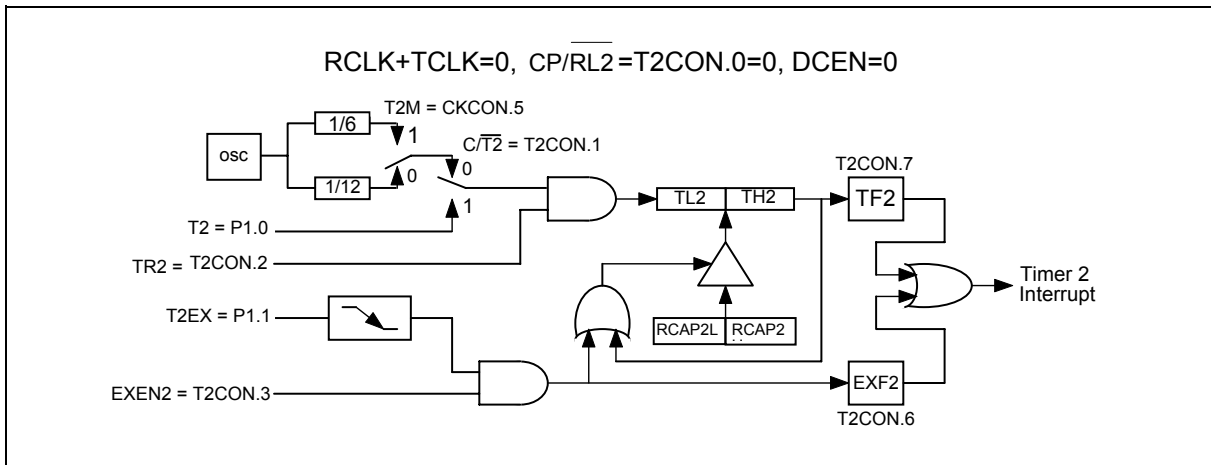 RCLK+TCLK=0, CP/RL2=T2CON.0=0, DCEN=0
T2M = CKCON.5
1/6
1
C/T2 = T2CON.1
osc
0
1/12
0
1
T2 = P1.0
TR2 = T2CON.2
TL2 TH2
T2CON.7
TF2
Timer 2
Interrupt
T2EX = P1.1
RCAP2L RCAP2
EXEN2 = T2CON.3
EXF2
T2CON.6